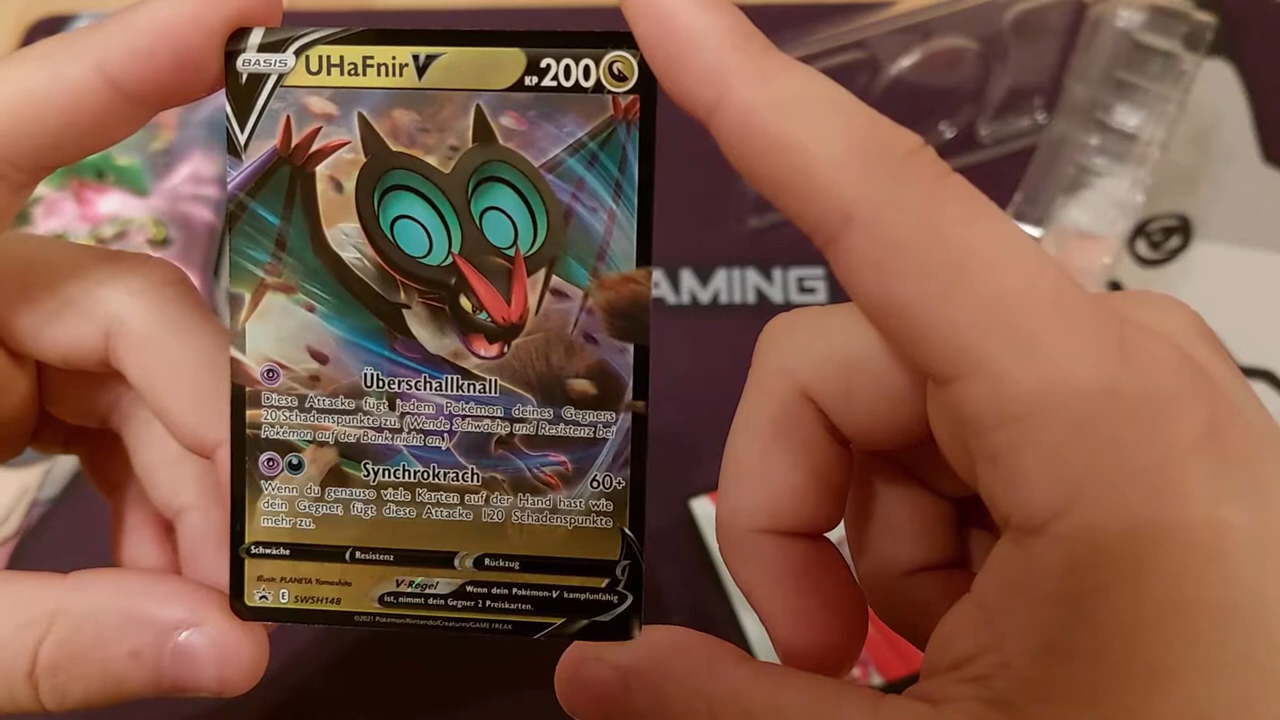 BASIS UHaFnir V KP 200
Überschallknall
Diese Attacke fügt jedem Pokémon deines Gegners
20 Schadenspunkte zu. (Wende Schwäche und Resistenz bei
Pokémon auf der Bank nicht an.)
Synchrokrach 60+
Wenn du genauso viele Karten auf der Hand hast wie
dein Gegner, fügt diese Attacke 120 Schadenspunkte
mehr zu.
Schwäche Resistenz Rückzug
Illustr. PLANETA Yamashita
V-Regel Wenn dein Pokémon-V kampfunfähig
ist, nimmt dein Gegner 2 Preiskarten.
E SWSH148
©2021 Pokémon/Nintendo/Creatures/GAME FREAK
AMING